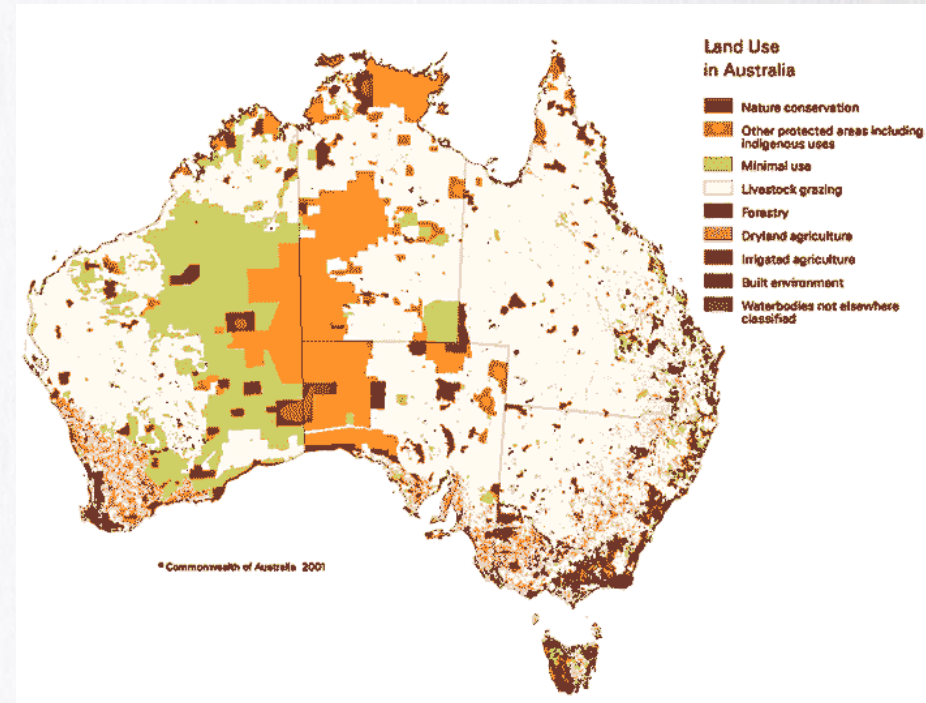 Land Use
in Australia
Nature conservation
Other protected areas including
indigenous uses
Minimal use
Livestock grazing
Forestry
Dryland agriculture
Irrigated agriculture
Built environment
Waterbodies not elsewhere
classified
© Commonwealth of Australia 2001